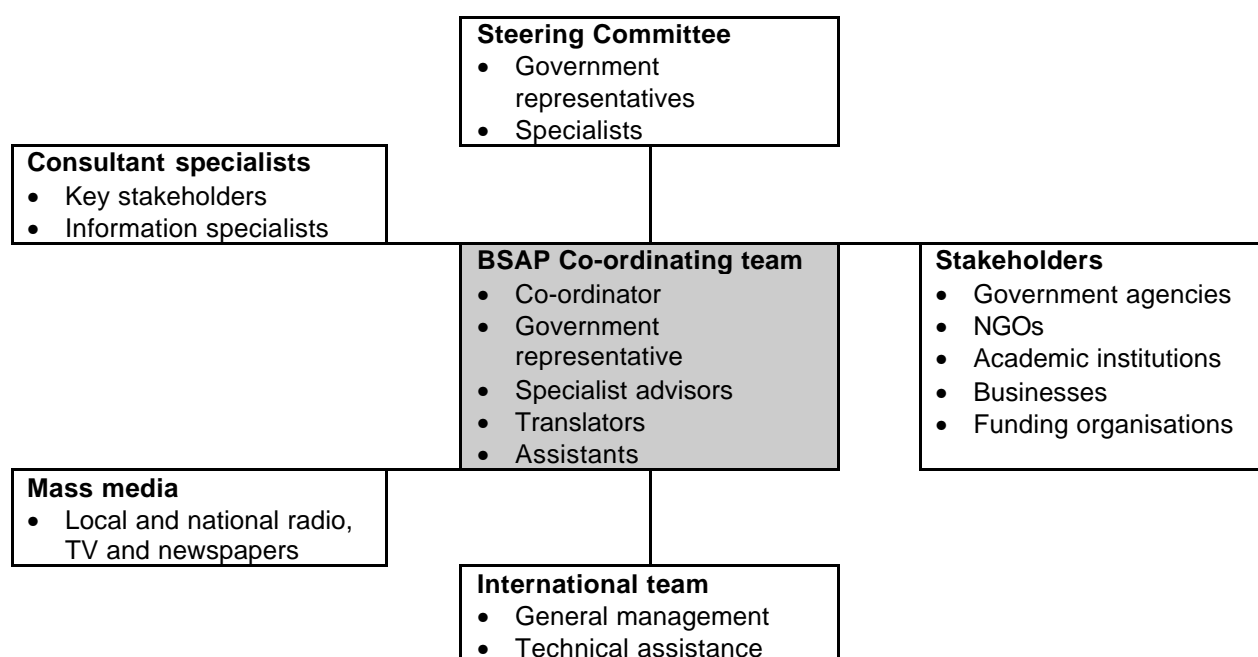 Steering Committee
• Government
representatives
• Specialists
Consultant specialists
• Key stakeholders
• Information specialists
BSAP Co-ordinating team
• Co-ordinator
• Government
representative
• Specialist advisors
• Translators
• Assistants
Stakeholders
• Government agencies
• NGOs
• Academic institutions
• Businesses
• Funding organisations
Mass media
• Local and national radio,
TV and newspapers
International team
• General management
• Technical assistance